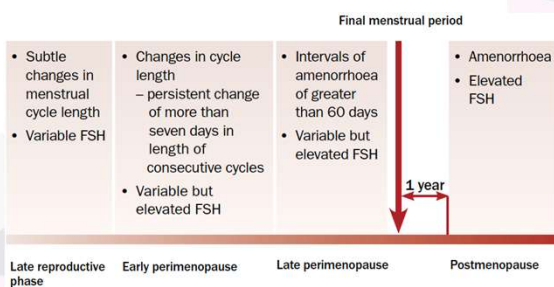 Final menstrual period
• Subtle
changes in
menstrual
cycle length
• Variable FSH
• Changes in cycle
length
– persistent change
of more than
seven days in
length of
consecutive cycles
• Variable but
elevated FSH
• Intervals of
amenorrhoea
of greater
than 60 days
• Variable but
elevated FSH
• Amenorrhoea
• Elevated
FSH
1 year
Late reproductive
phase
Early perimenopause
Late perimenopause
Postmenopause